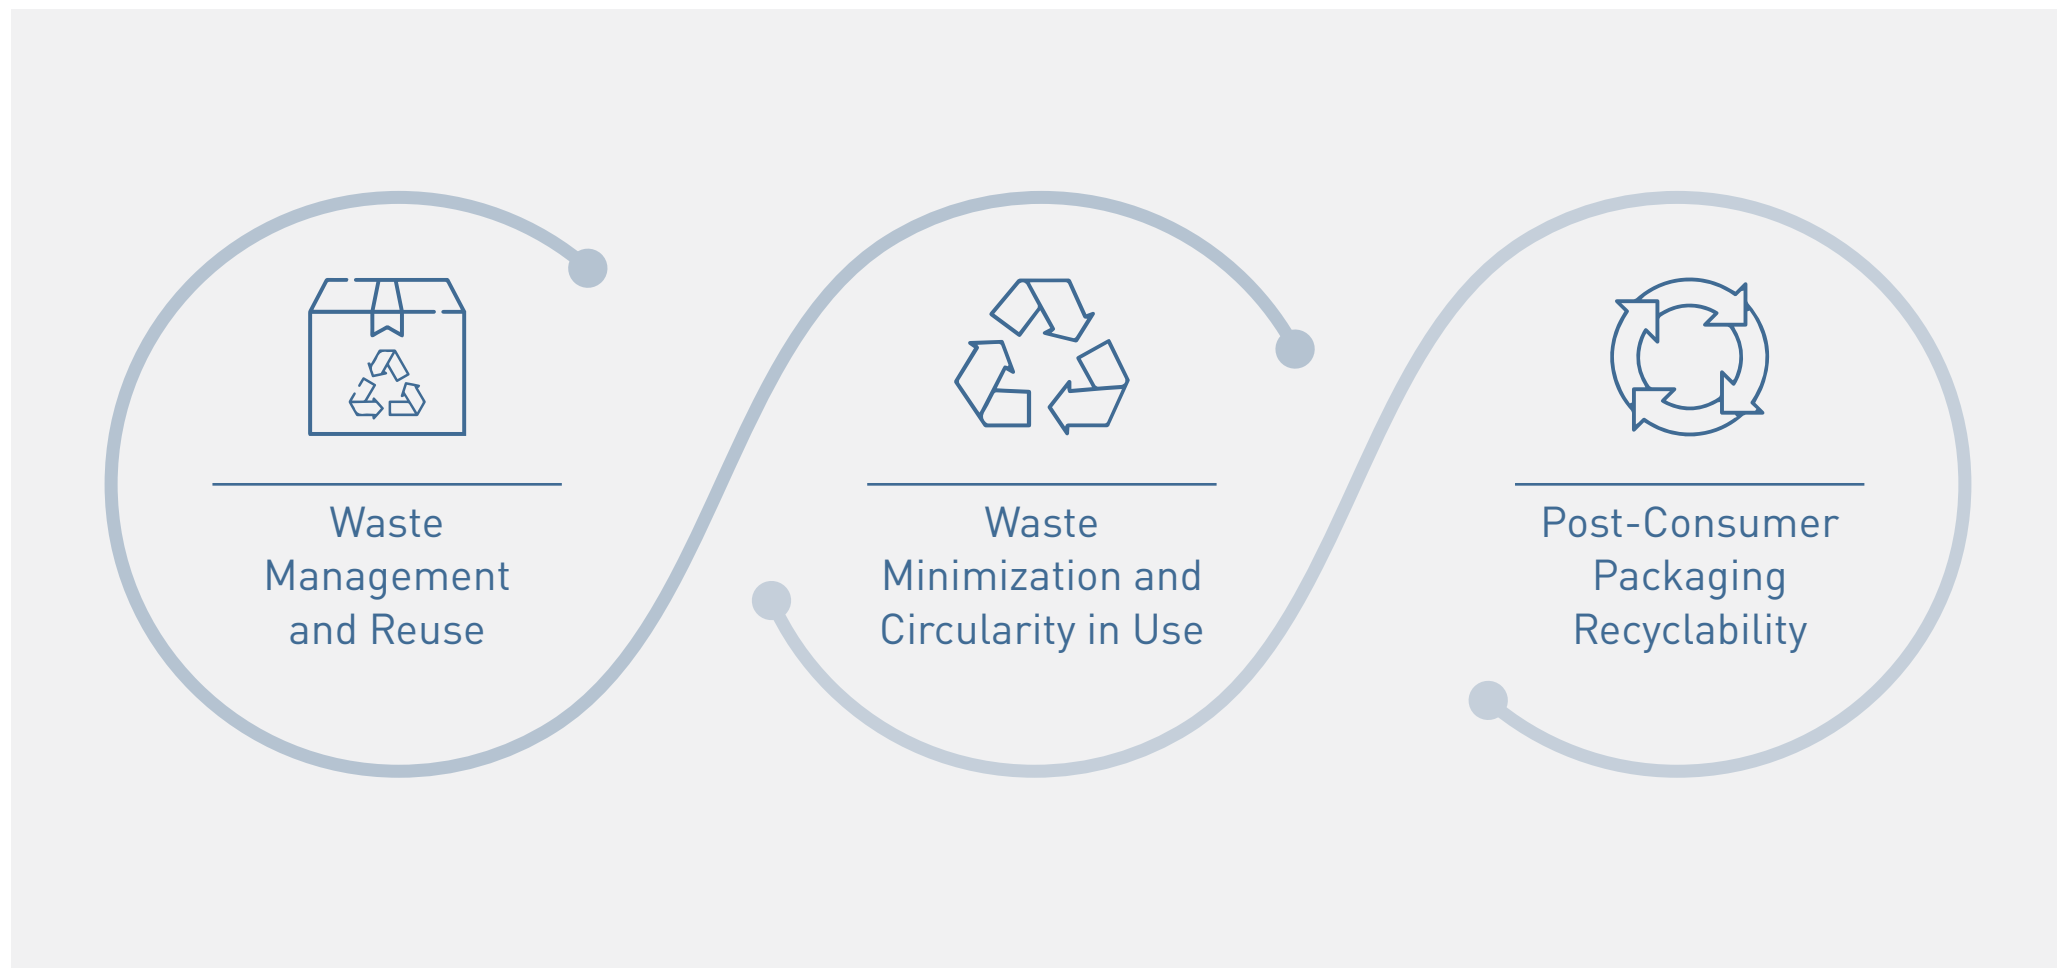 Waste
Management
and Reuse
Waste
Minimization and
Circularity in Use
Post-Consumer
Packaging
Recyclability